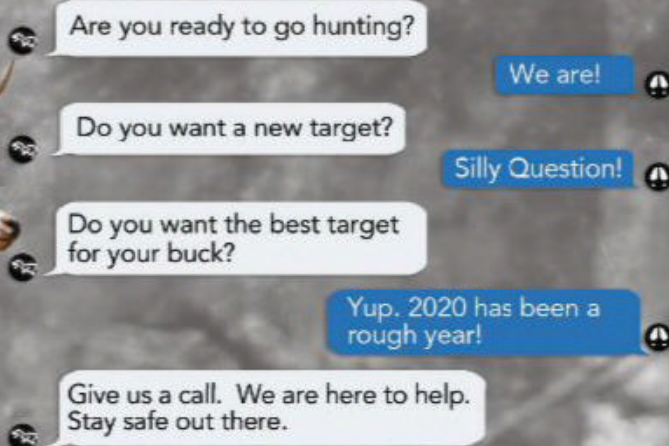 Are you ready to go hunting?
We are!
Do you want a new target?
Silly Question!
Do you want the best target
for your buck?
Yup. 2020 has been a
rough year!
Give us a call. We are here to help.
Stay safe out there.